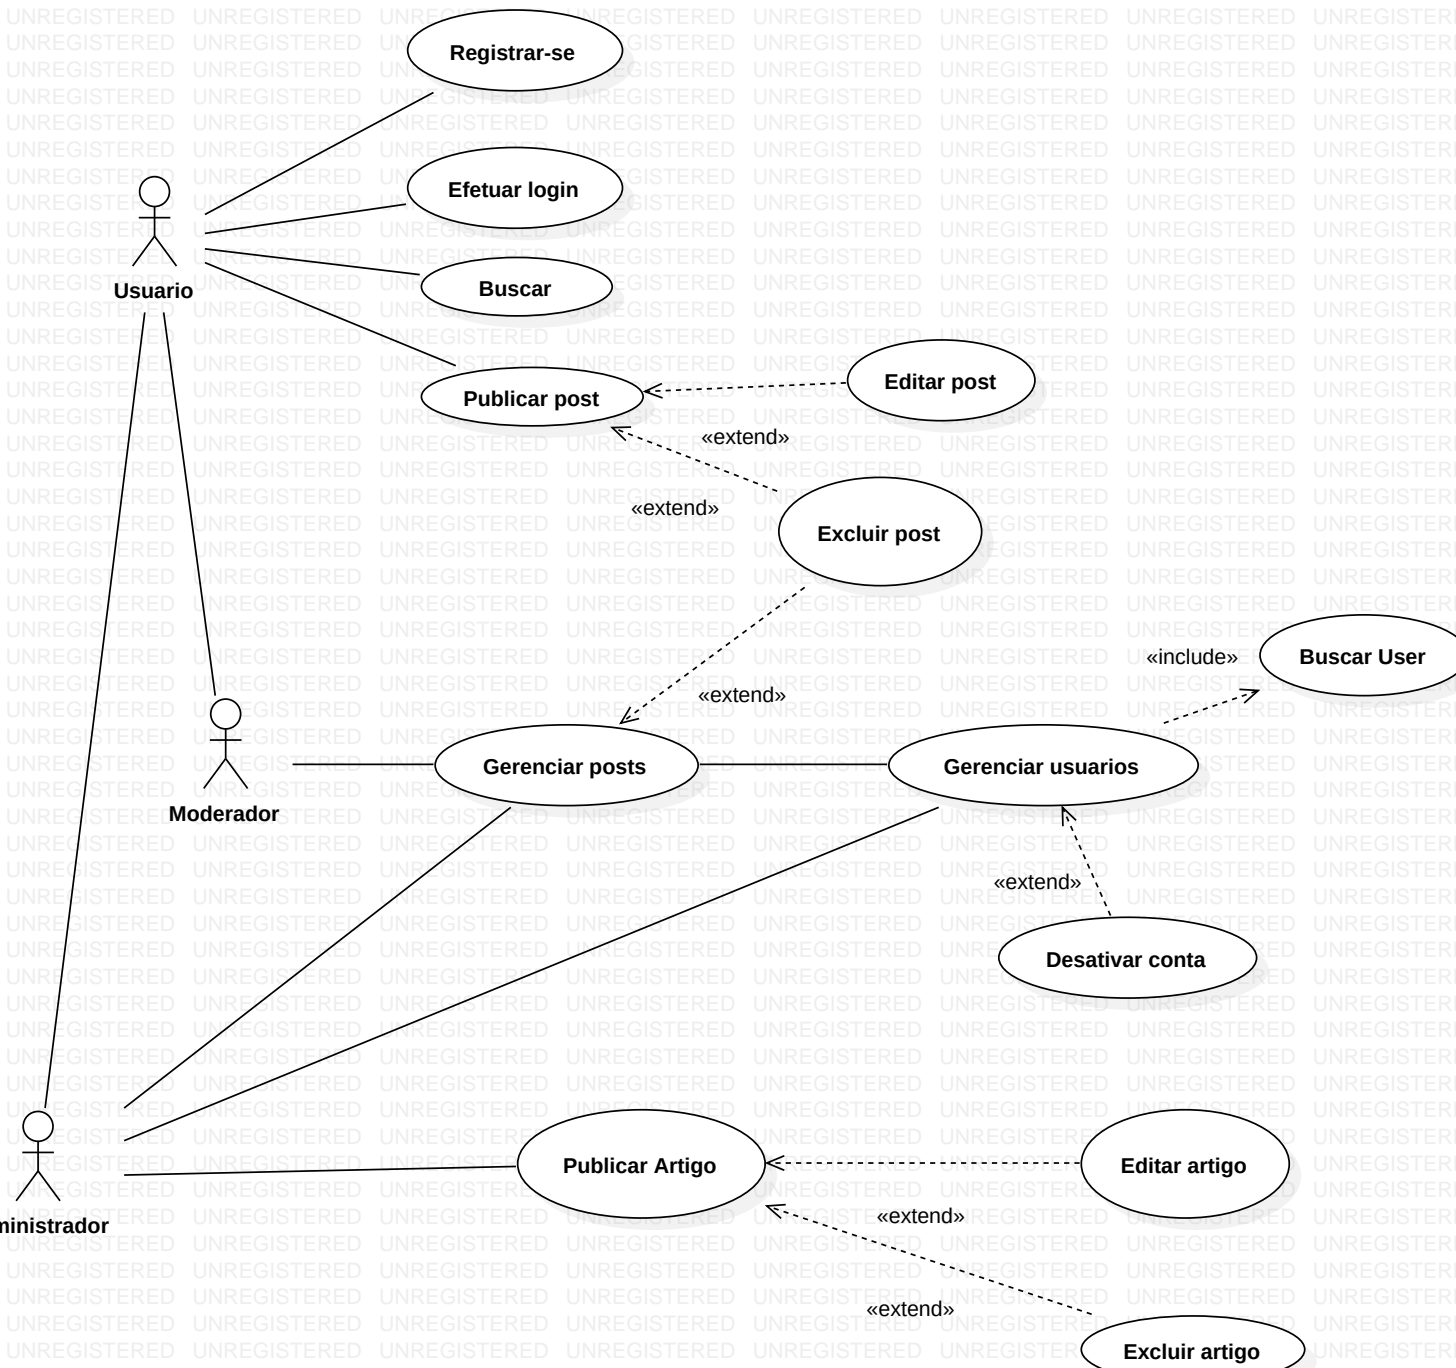 Registrar-se
Efetuar login
Usuario
Buscar
Editar post
Publicar post
«extend»
«extend»
Excluir post
«include»
Buscar User
«extend»
Gerenciar posts
Gerenciar usuarios
Moderador
«extend»
Desativar conta
Publicar Artigo
Editar artigo
«extend»
ministrador
«extend»
Excluir artigo
UNREGISTERED